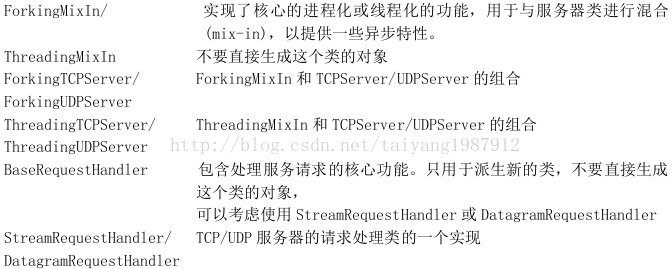 ForkingMixIn/ 实现了核心的进程化或线程化的功能，用于与服务器类进行混合
(mix-in)，以提供一些异步特性。
ThreadingMixIn 不要直接生成这个类的对象
ForkingTCPServer/ ForkingMixIn 和 TCPServer/UDPServer 的组合
ForkingUDPServer
ThreadingTCPServer/ ThreadingMixIn 和 TCPServer/UDPServer 的组合
ThreadingUDPServer http://blog.csdn.net/taiyang1987912
BaseRequestHandler 包含处理服务请求的核心功能。只用于派生新的类，不要直接生成
这个类的对象，
可以考虑使用 StreamRequestHandler 或 DatagramRequestHandler
StreamRequestHandler/ TCP/UDP 服务器的请求处理类的一个实现
DatagramRequestHandler